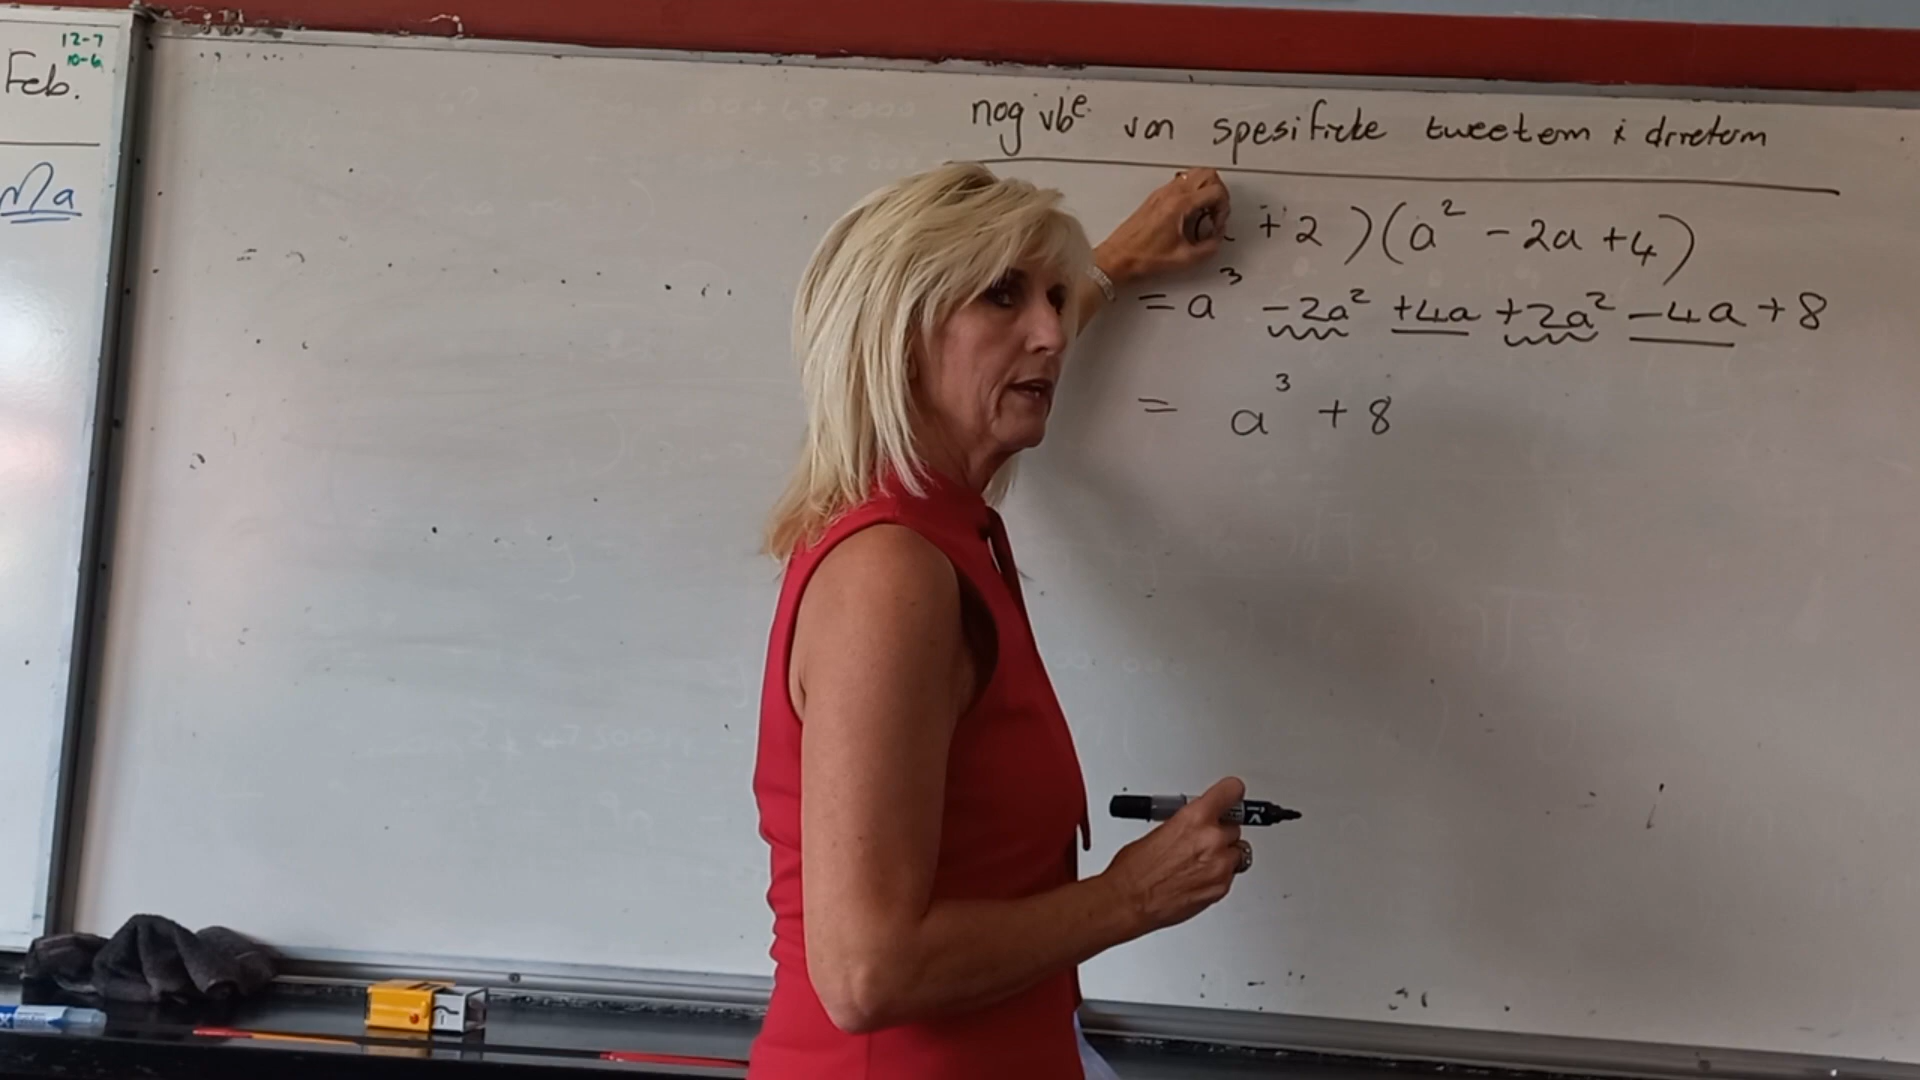 12-7
10-6
Feb.
Ma
nog vbe. van spesifieke tweeterm x drieterm
a +2 )(a² -2a +4)
= a³ -2a² +4a +2a² -4a +8
= a³ + 8